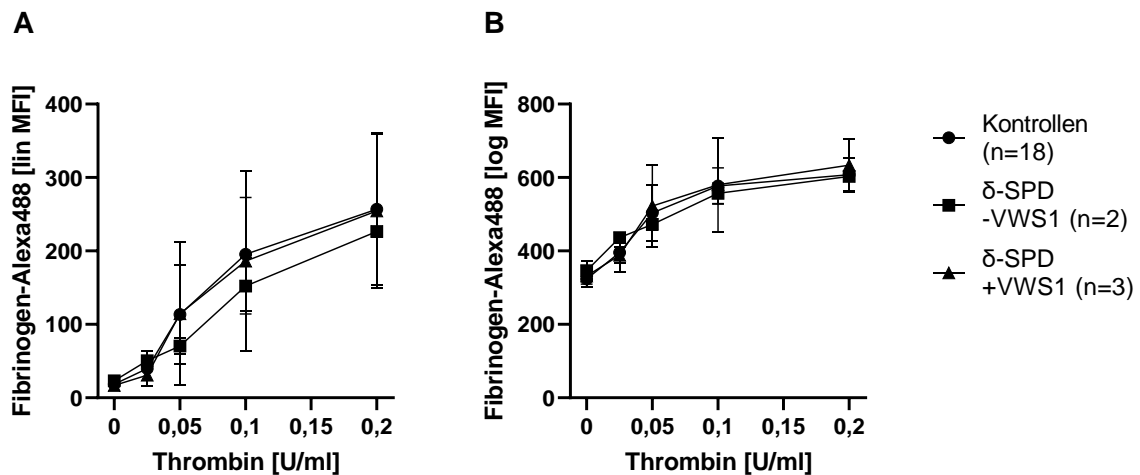 A
Fibrinogen-Alexa488 [lin MFI]
400
300
200
100
0
0 0,05 0,1 0,15 0,2
Thrombin [U/ml]
B
Fibrinogen-Alexa488 [log MFI]
800
600
400
200
0
0 0,05 0,1 0,15 0,2
Thrombin [U/ml]
Kontrollen
(n=18)
δ-SPD
-VWS1 (n=2)
δ-SPD
+VWS1 (n=3)